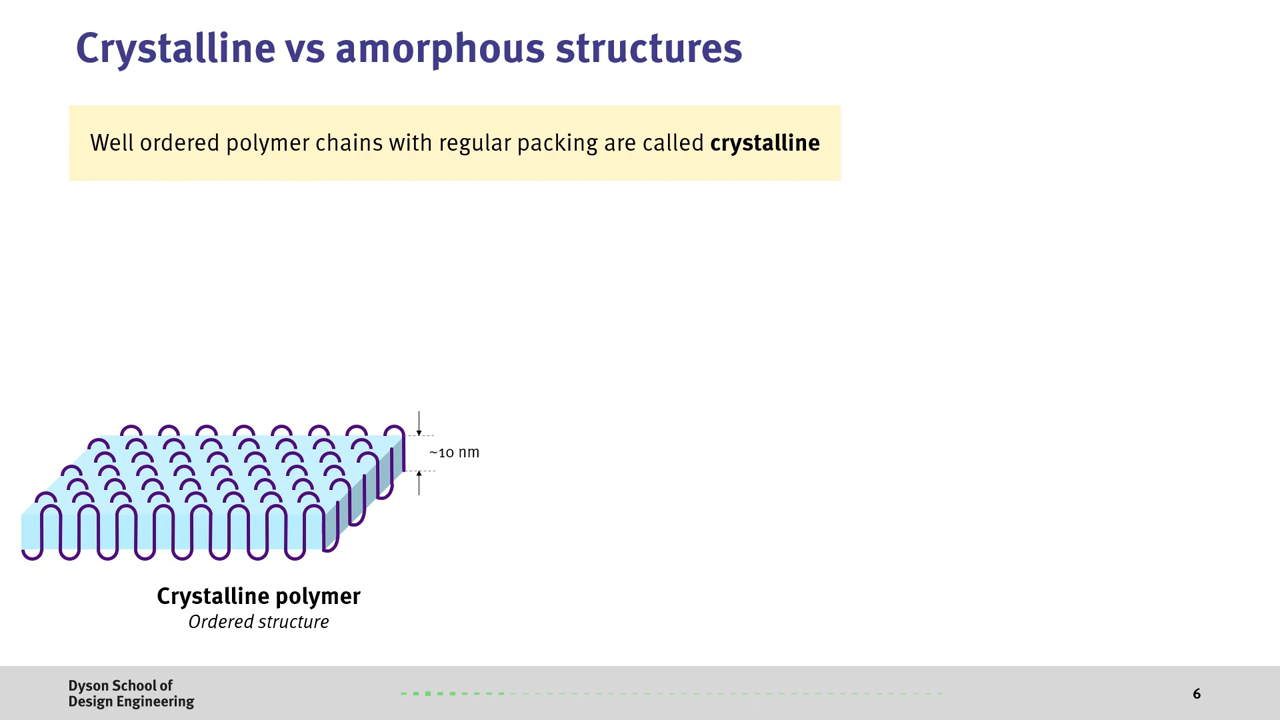 Crystalline vs amorphous structures
Well ordered polymer chains with regular packing are called crystalline
~10 nm
Crystalline polymer
Ordered structure
Dyson School of
Design Engineering
6